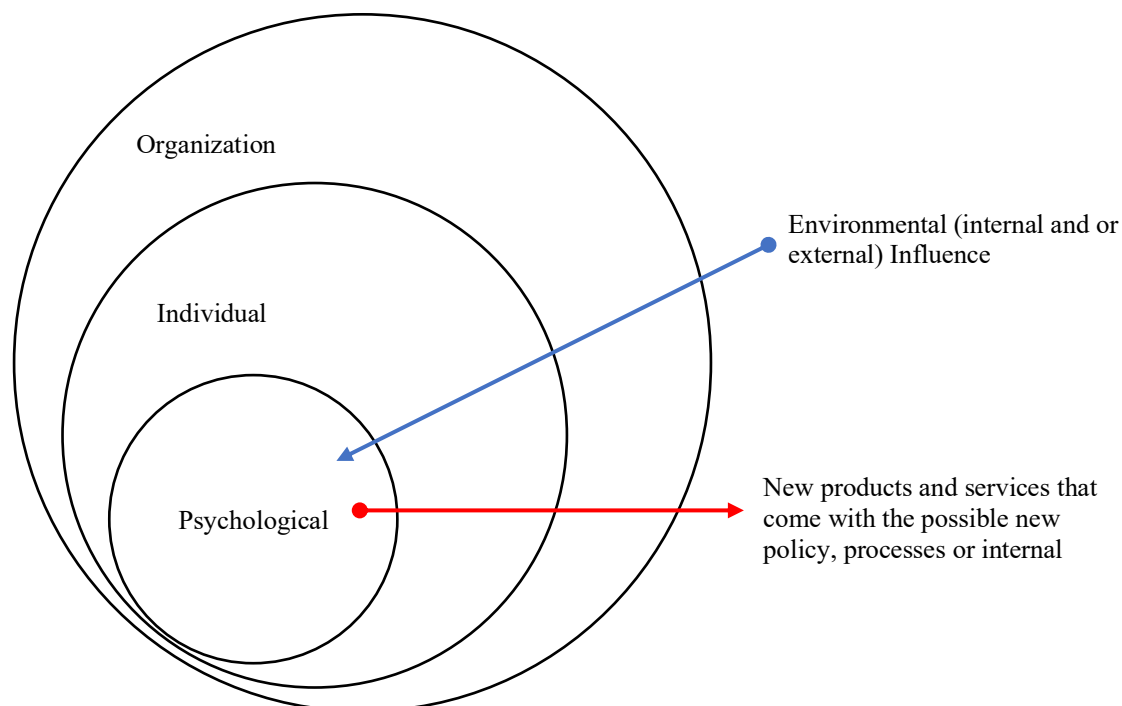 Organization
Environmental (internal and or
external) Influence
Individual
New products and services that
come with the possible new
policy, processes or internal
Psychological